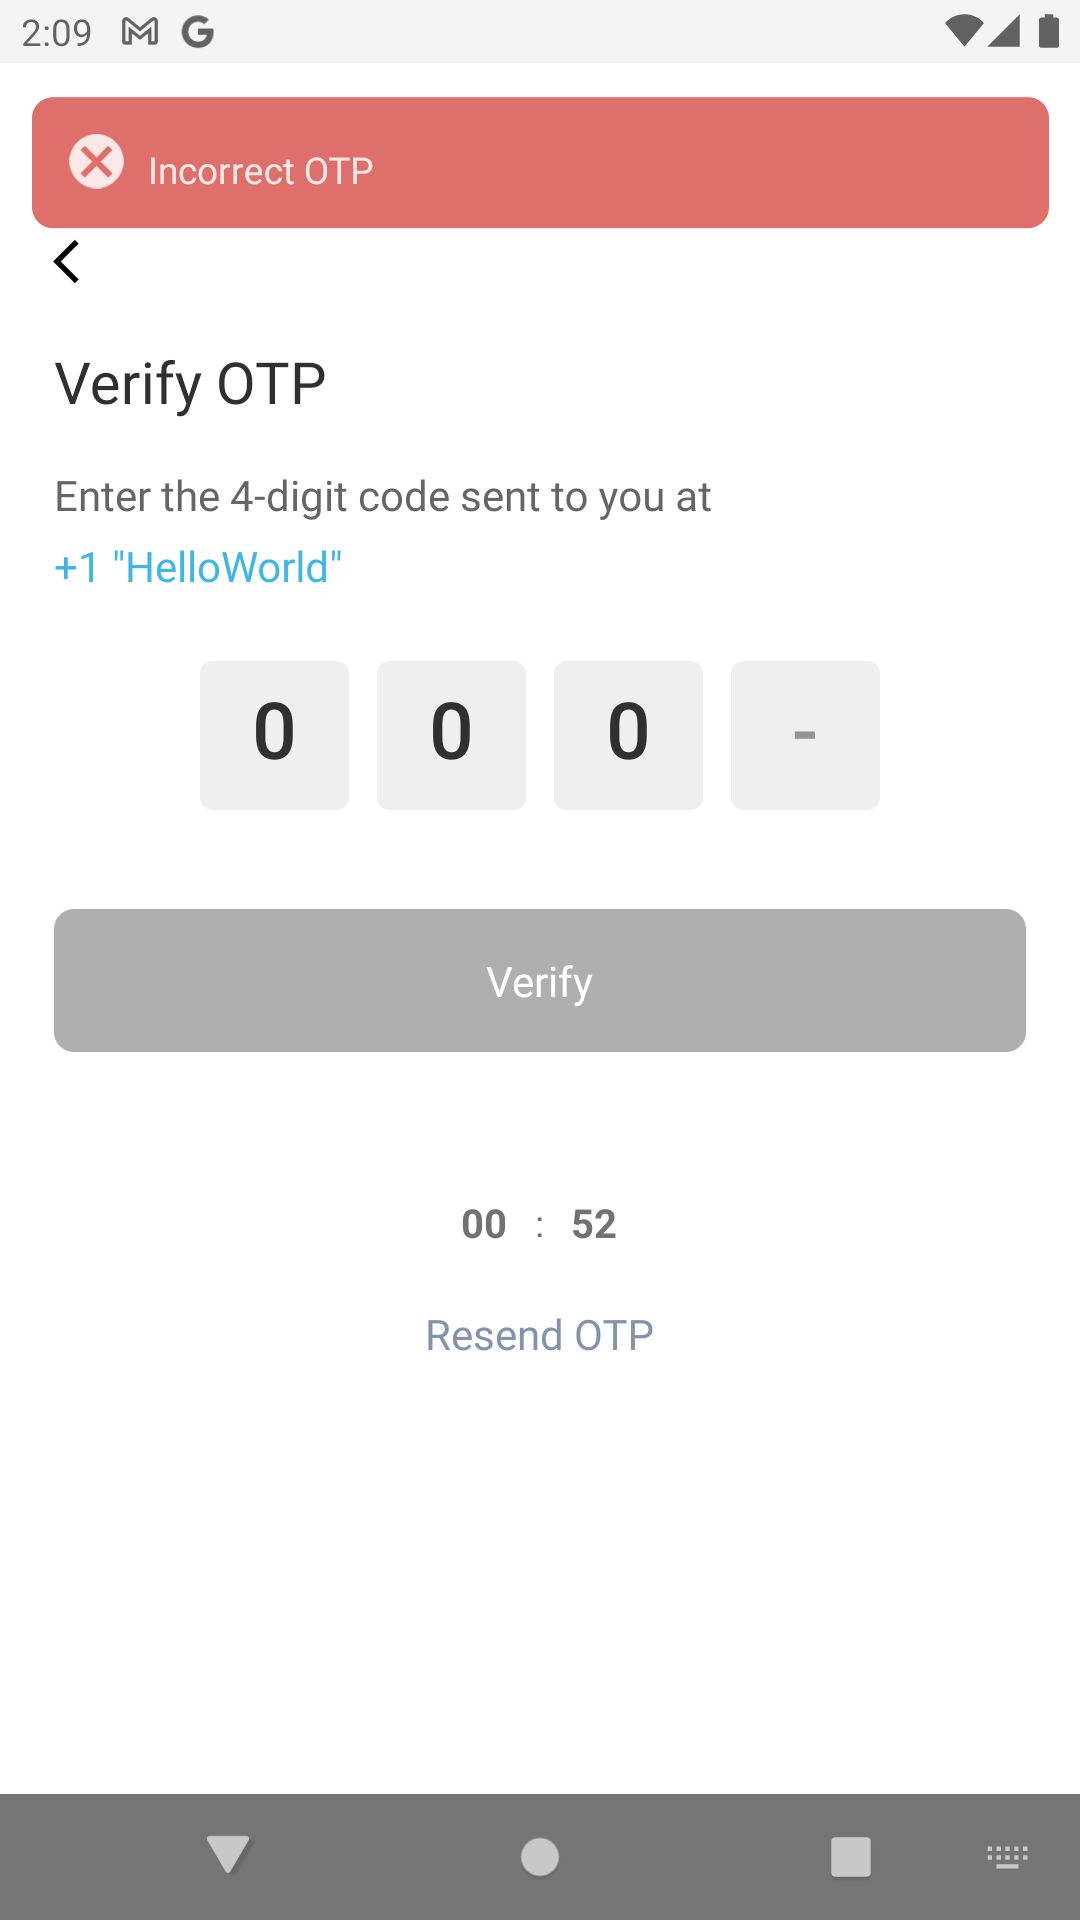 2:09
Incorrect OTP
Verify OTP
Enter the 4-digit code sent to you at
+1 "HelloWorld"
0 0 0 -
Verify
00 : 52
Resend OTP